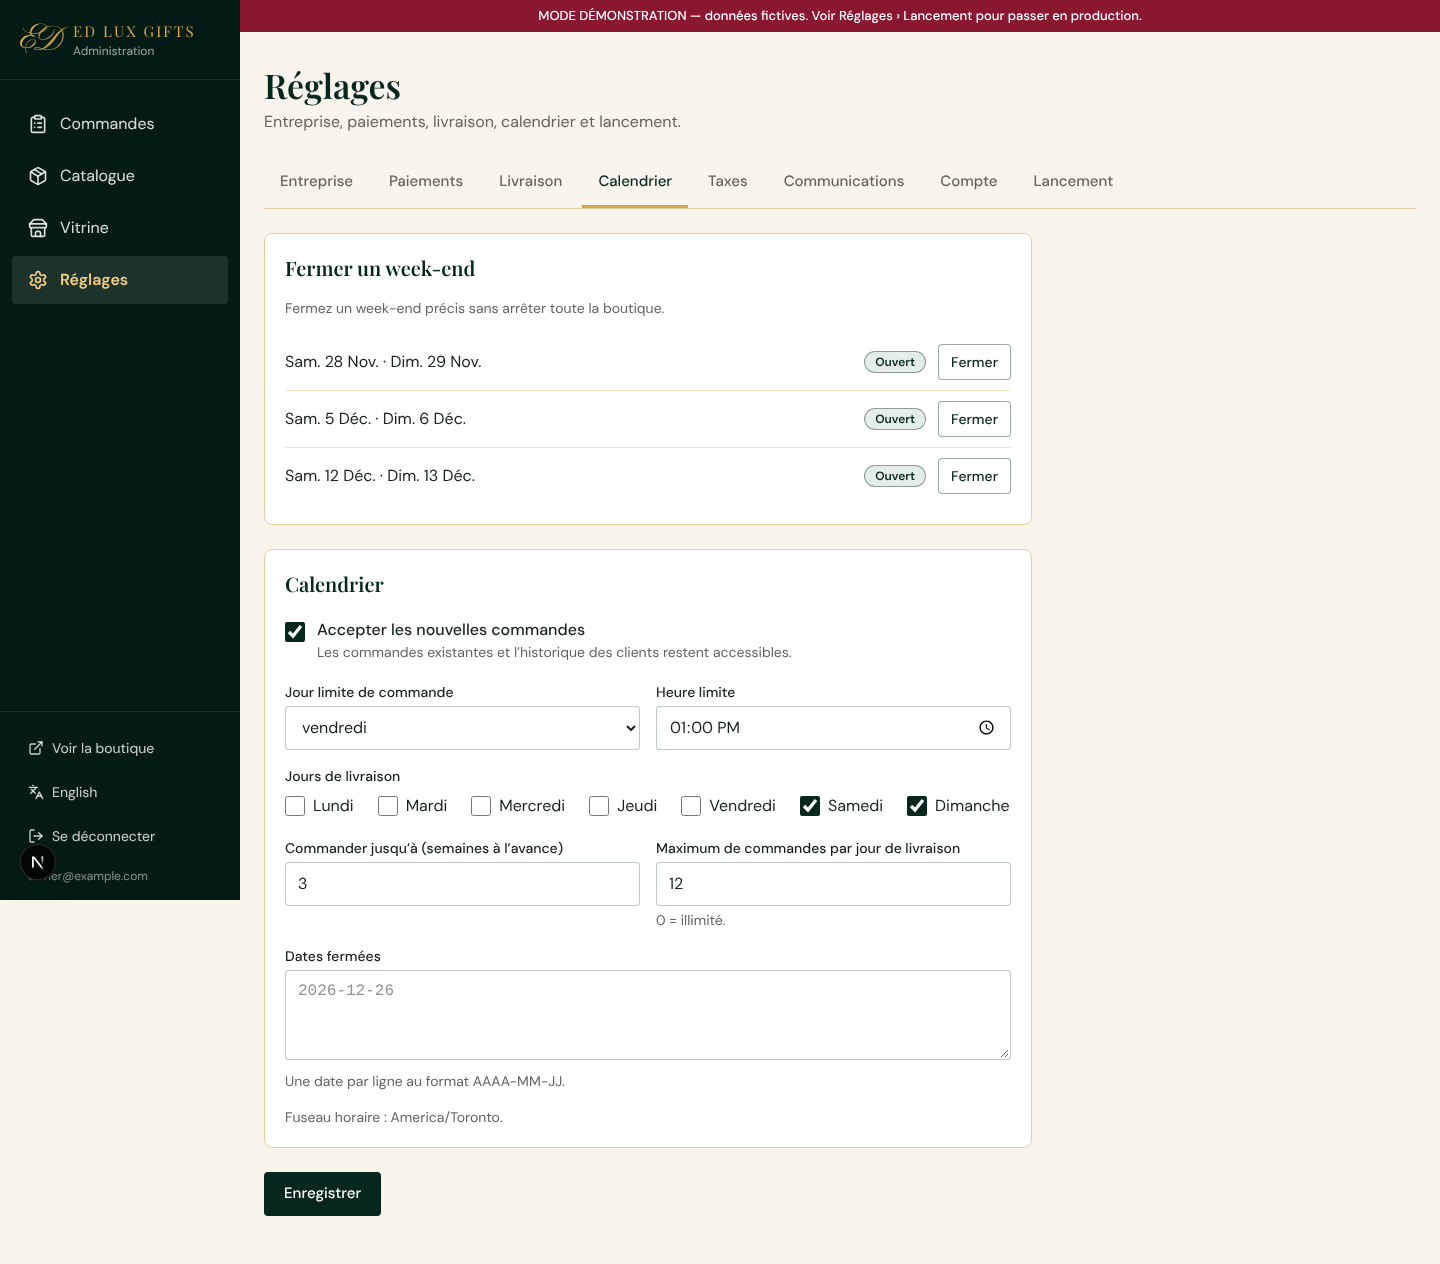 MODE DÉMONSTRATION — données fictives. Voir Réglages › Lancement pour passer en production.
ED LUX GIFTS
Administration
Commandes
Catalogue
Vitrine
Réglages
Voir la boutique
English
Se déconnecter
Réglages
Entreprise, paiements, livraison, calendrier et lancement.
Entreprise Paiements Livraison Calendrier Taxes Communications Compte Lancement
Fermer un week-end
Fermez un week-end précis sans arrêter toute la boutique.
Sam. 28 Nov. · Dim. 29 Nov. Ouvert Fermer
Sam. 5 Déc. · Dim. 6 Déc. Ouvert Fermer
Sam. 12 Déc. · Dim. 13 Déc. Ouvert Fermer
Calendrier
Accepter les nouvelles commandes
Les commandes existantes et l’historique des clients restent accessibles.
Jour limite de commande Heure limite
vendredi 01:00 PM
Jours de livraison
Lundi Mardi Mercredi Jeudi Vendredi Samedi Dimanche
Commander jusqu’à (semaines à l’avance) Maximum de commandes par jour de livraison
3 12
0 = illimité.
Dates fermées
2026-12-26
Une date par ligne au format AAAA-MM-JJ.
Fuseau horaire : America/Toronto.
Enregistrer